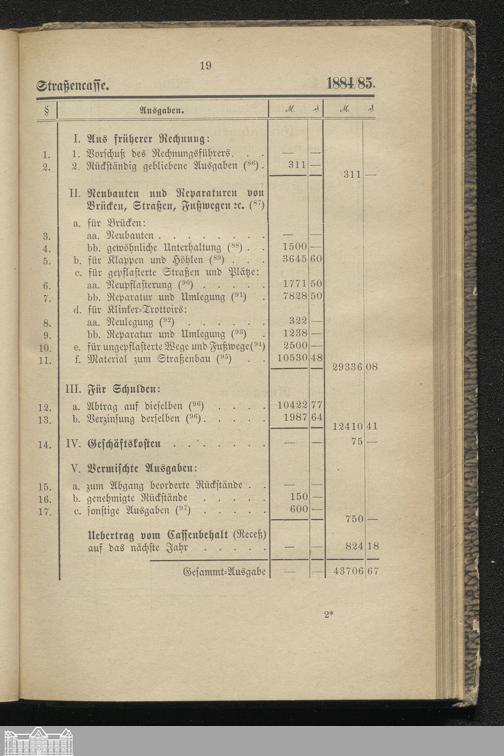 19
Straßencasse. 1884/85.
§ Ausgaben. M. ₰ M. ₰
I. Aus früherer Rechnung:
1. 1. Vorschuß des Rechnungsführers. . . — —
2. 2. Rückständig gebliebene Ausgaben (86) . 311 —
311 —
II. Neubauten und Reparaturen von
Brücken, Straßen, Fußwegen ꝛc. (87)
a. für Brücken:
3. aa. Neubauten . . . . . . . . — —
4. bb. gewöhnliche Unterhaltung (88) . . 1500 —
5. b. für Klappen und Höhlen (89) . . . 3645 60
c. für gepflasterte Straßen und Plätze:
6. aa. Neupflasterung (90) . . . . . 1771 50
7. bb. Reparatur und Umlegung (91) . 7828 50
d. für Klinker-Trottoirs:
8. aa. Neulegung (92) . . . . . . 322 —
9. bb. Reparatur und Umlegung (93) . 1238 —
10. e. für ungepflasterte Wege und Fußwege (94) 2500 —
11. f. Material zum Straßenbau (95) . . 10530 48
29336 08
III. Für Schulden:
12. a. Abtrag auf dieselben (96) . . . . 10422 77
13. b. Verzinsung derselben (96) . . . . . 1987 64
12410 41
14. IV. Geschäftskosten . . . . . . . — — 75 —
V. Vermischte Ausgaben:
15. a. zum Abgang beorderte Rückstände . . — —
16. b. genehmigte Rückstände . . . . . 150 —
17. c. sonstige Ausgaben (97) . . . . . 600 —
750 —
Uebertrag vom Cassenbehalt (Receß)
auf das nächste Jahr . . . . . — 824 18
Gesammt-Ausgabe — — 43706 67
2*